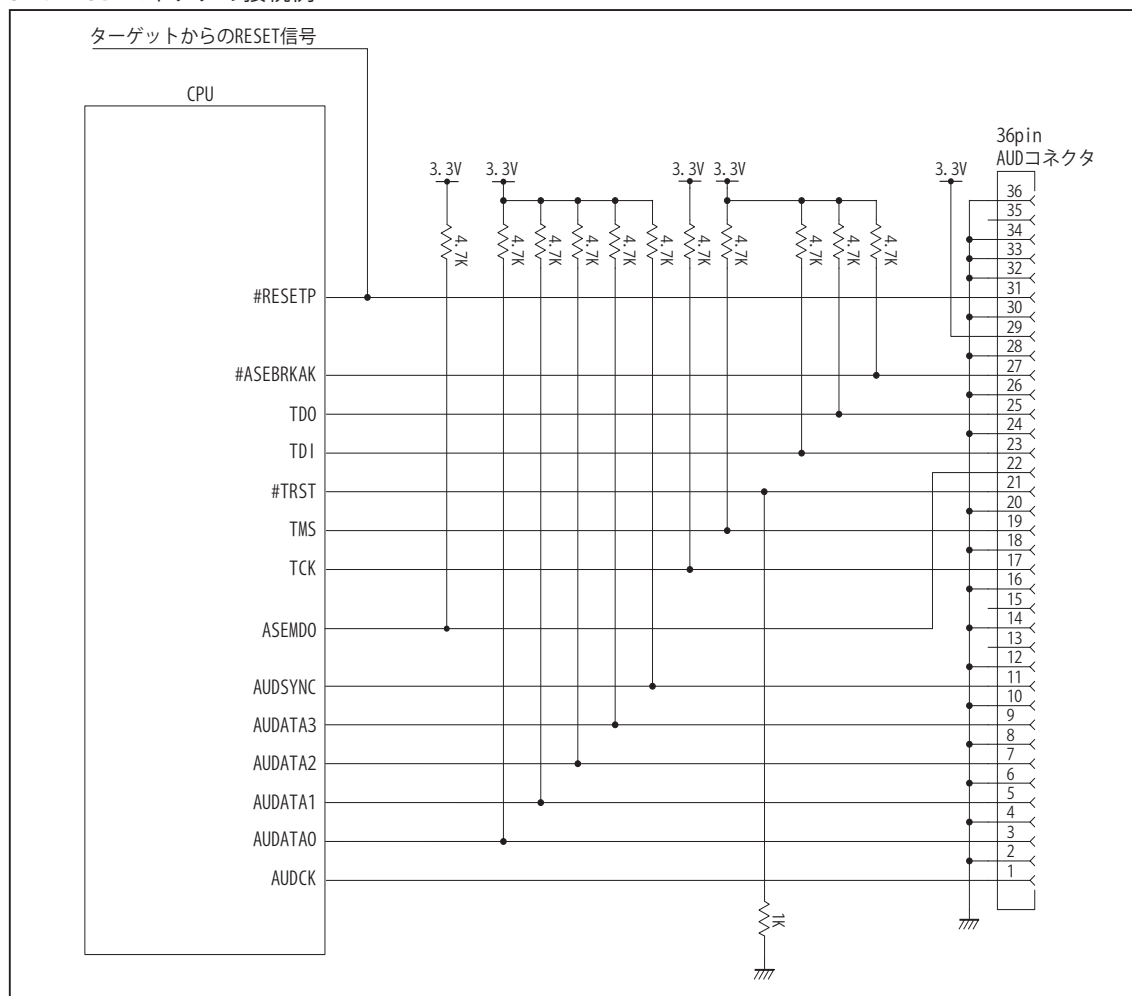 ターゲットからのRESET信号
CPU
36pin
AUDコネクタ
3.3V
3.3V
3.3V
3.3V
3.3V
4.7K
4.7K
4.7K
4.7K
4.7K
4.7K
4.7K
4.7K
4.7K
4.7K
4.7K
#RESETP
#ASEBRKAK
TDO
TDI
#TRST
TMS
TCK
ASEMDO
AUDSYNC
AUDATA3
AUDATA2
AUDATA1
AUDATA0
AUDCK
36
35
34
33
32
31
30
29
28
27
26
25
24
23
22
21
20
19
18
17
16
15
14
13
12
11
10
9
8
7
6
5
4
3
2
1
1K